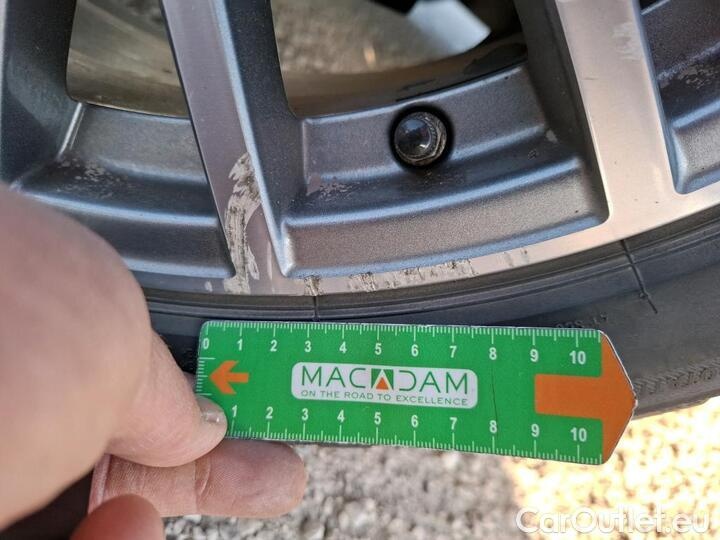 0 1 2 3 4 5 6 7 8 9 10
MACADAM
ON THE ROAD TO EXCELLENCE
1 2 3 4 5 6 7 8 9 10
CarOutlet.eu